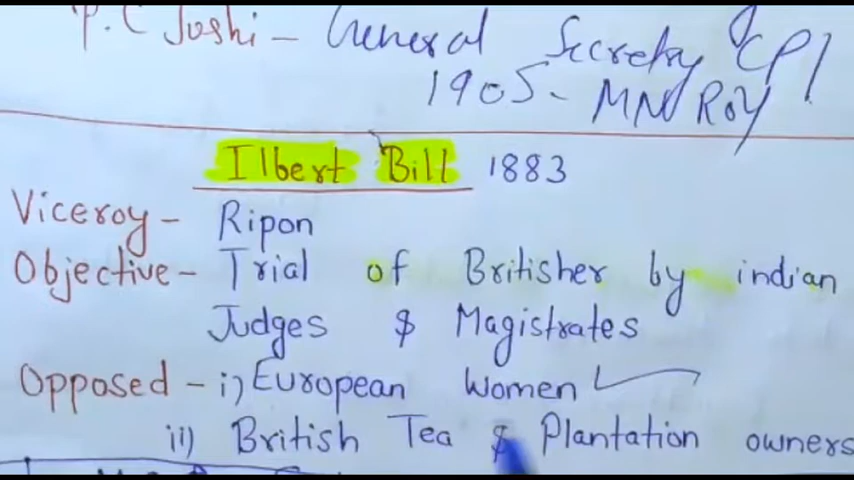 P.C Joshi - General Secretry CPI
1905 - MN ROY
Ilbert Bill 1883
Viceroy - Ripon
Objective - Trial of Britisher by indian
Judges & Magistrates
Opposed - i) European Women
ii) British Tea & Plantation owners